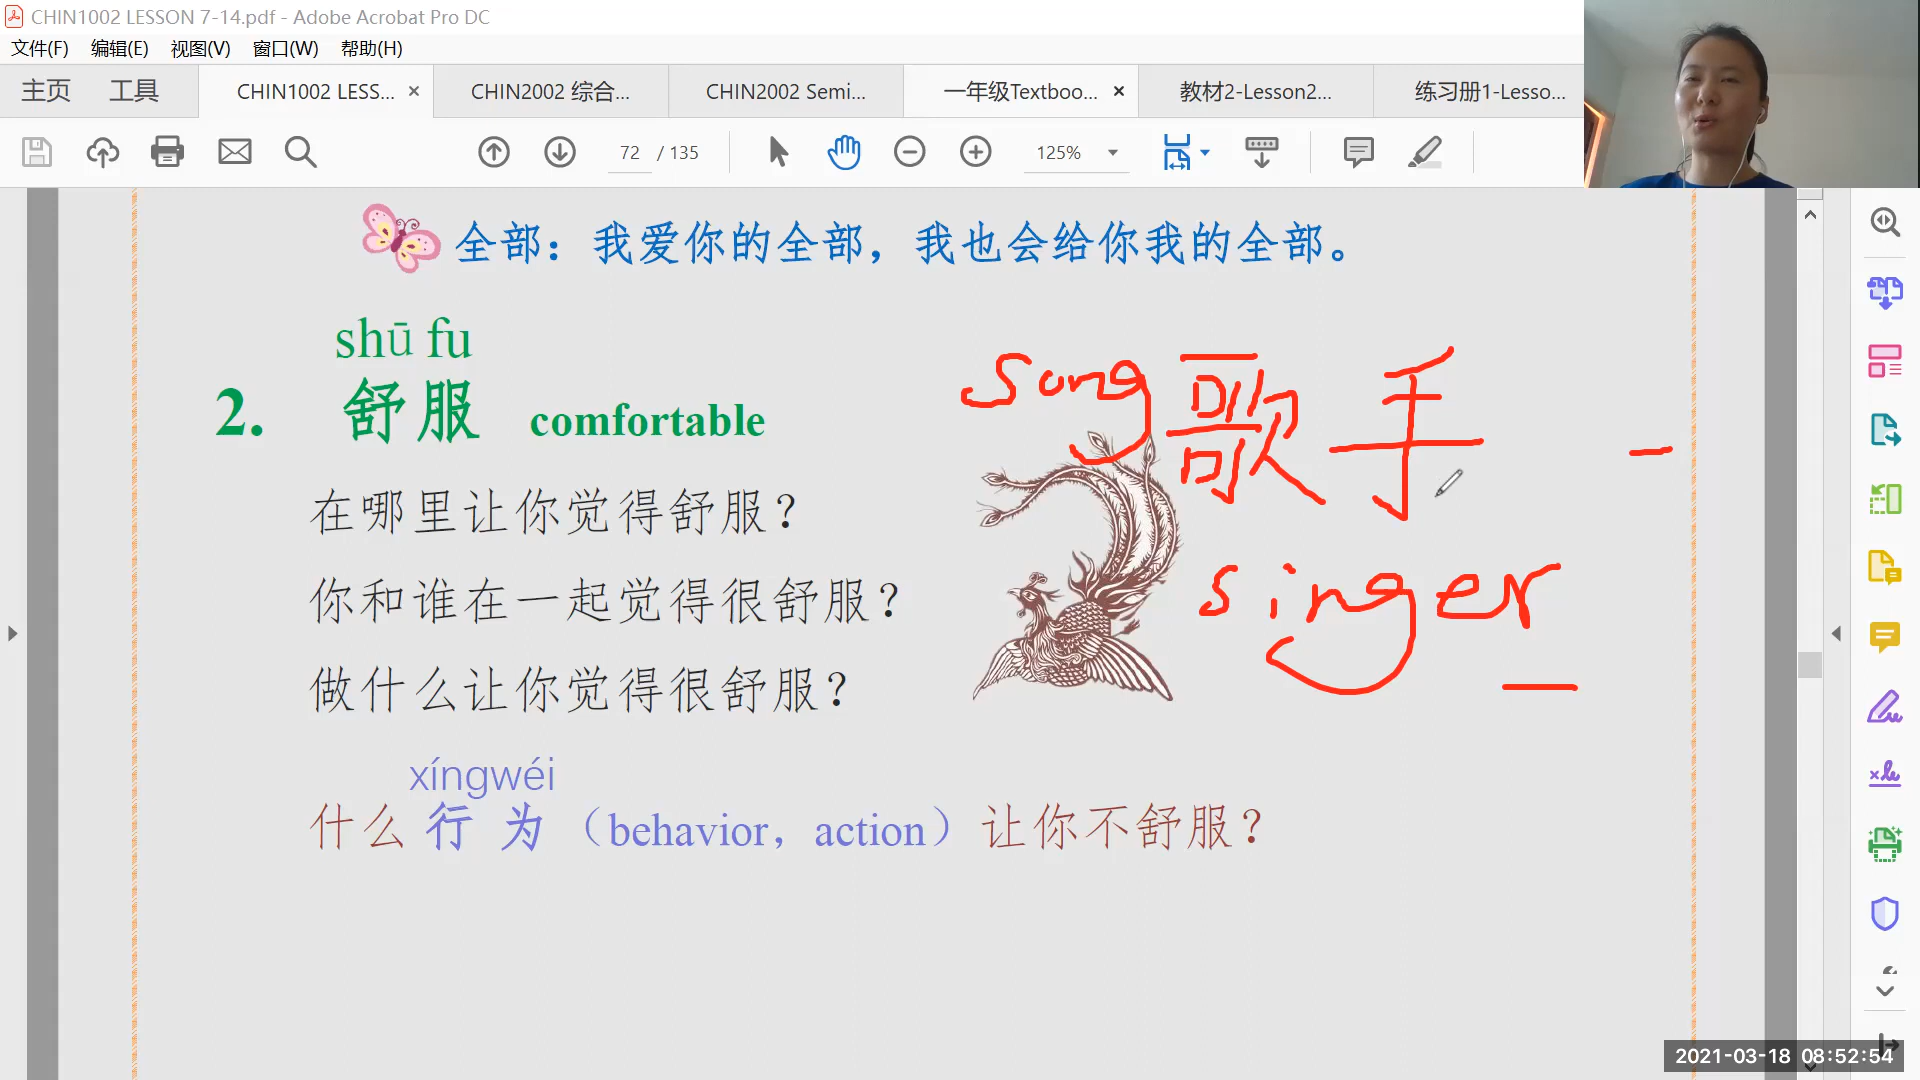 CHIN1002 LESSON 7-14.pdf - Adobe Acrobat Pro DC
文件(F) 编辑(E) 视图(V) 窗口(W) 帮助(H)
主页 工具 CHIN1002 LESS... × CHIN2002 综合... CHIN2002 Semi... 一年级Textboo... × 教材2-Lesson2... 练习册1-Lesso...
72 / 135 125%
全部：我爱你的全部，我也会给你我的全部。
shū fu
2. 舒服 comfortable
song 歌手
在哪里让你觉得舒服？
你和谁在一起觉得很舒服？
singer
做什么让你觉得很舒服？
xíngwéi
什么行为（behavior，action）让你不舒服？
2021-03-18 08:52:54